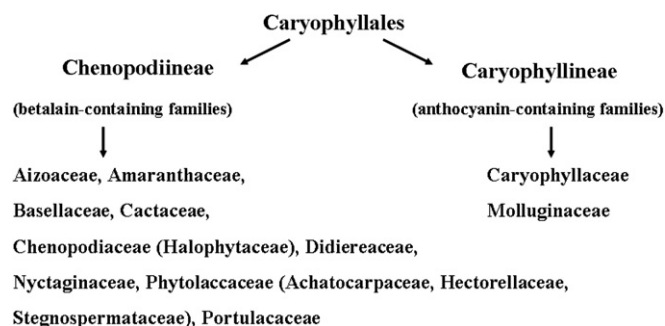 Caryophyllales
Chenopodiineae
(betalain-containing families)
Caryophyllineae
(anthocyanin-containing families)
Aizoaceae, Amaranthaceae,
Basellaceae, Cactaceae,
Chenopodiaceae (Halophytaceae), Didiereaceae,
Nyctaginaceae, Phytolaccaceae (Achatocarpaceae, Hectorellaceae,
Stegnospermataceae), Portulacaceae
Caryophyllaceae
Molluginaceae